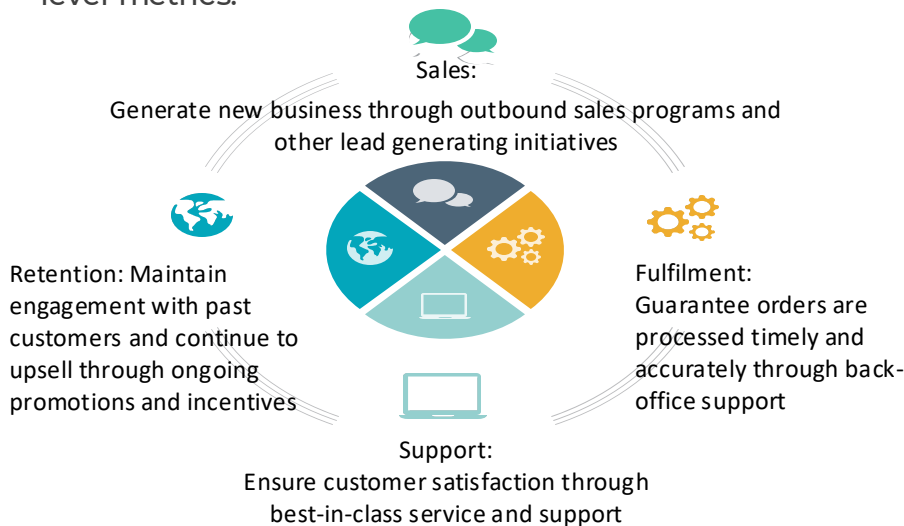 level metrics.
Sales:
Generate new business through outbound sales programs and
other lead generating initiatives
Retention: Maintain
engagement with past
customers and continue to
upsell through ongoing
promotions and incentives
Fulfilment:
Guarantee orders are
processed timely and
accurately through back-
office support
Support:
Ensure customer satisfaction through
best-in-class service and support